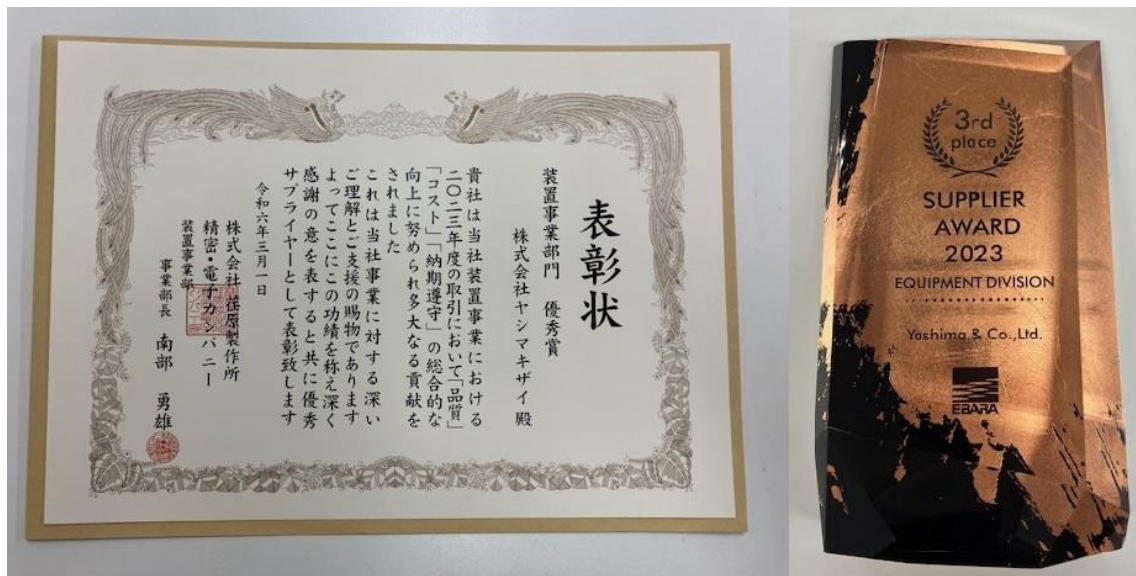 表彰状
装置事業部門　優秀賞
株式会社ヤシマキザイ 殿
貴社は当社装置事業における
二〇二三年度の取引において「品質」
「コスト」「納期遵守」の総合的な
向上に努められ多大なる貢献を
されました
これは当社事業に対する深い
ご理解とご支援の賜物であります
よってここにこの功績を称え深く
感謝の意を表すると共に優秀
サプライヤーとして表彰致します
令和六年三月一日
株式会社荏原製作所
精密・電子カンパニー
装置事業部
事業部長　南部　勇雄
3rd
place
SUPPLIER
AWARD
2023
EQUIPMENT DIVISION
Yashima & Co.,Ltd.
EBARA